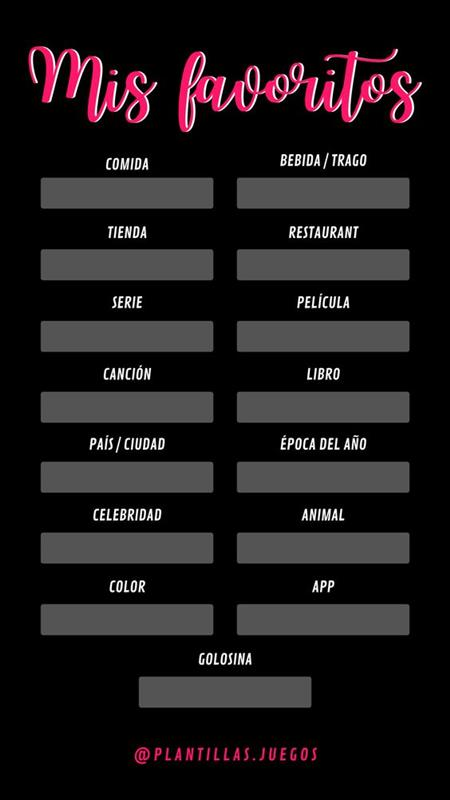 Mis favoritos
COMIDA
BEBIDA / TRAGO
TIENDA
RESTAURANT
SERIE
PELÍCULA
CANCIÓN
LIBRO
PAÍS / CIUDAD
ÉPOCA DEL AÑO
CELEBRIDAD
ANIMAL
COLOR
APP
GOLOSINA
@PLANTILLAS.JUEGOS